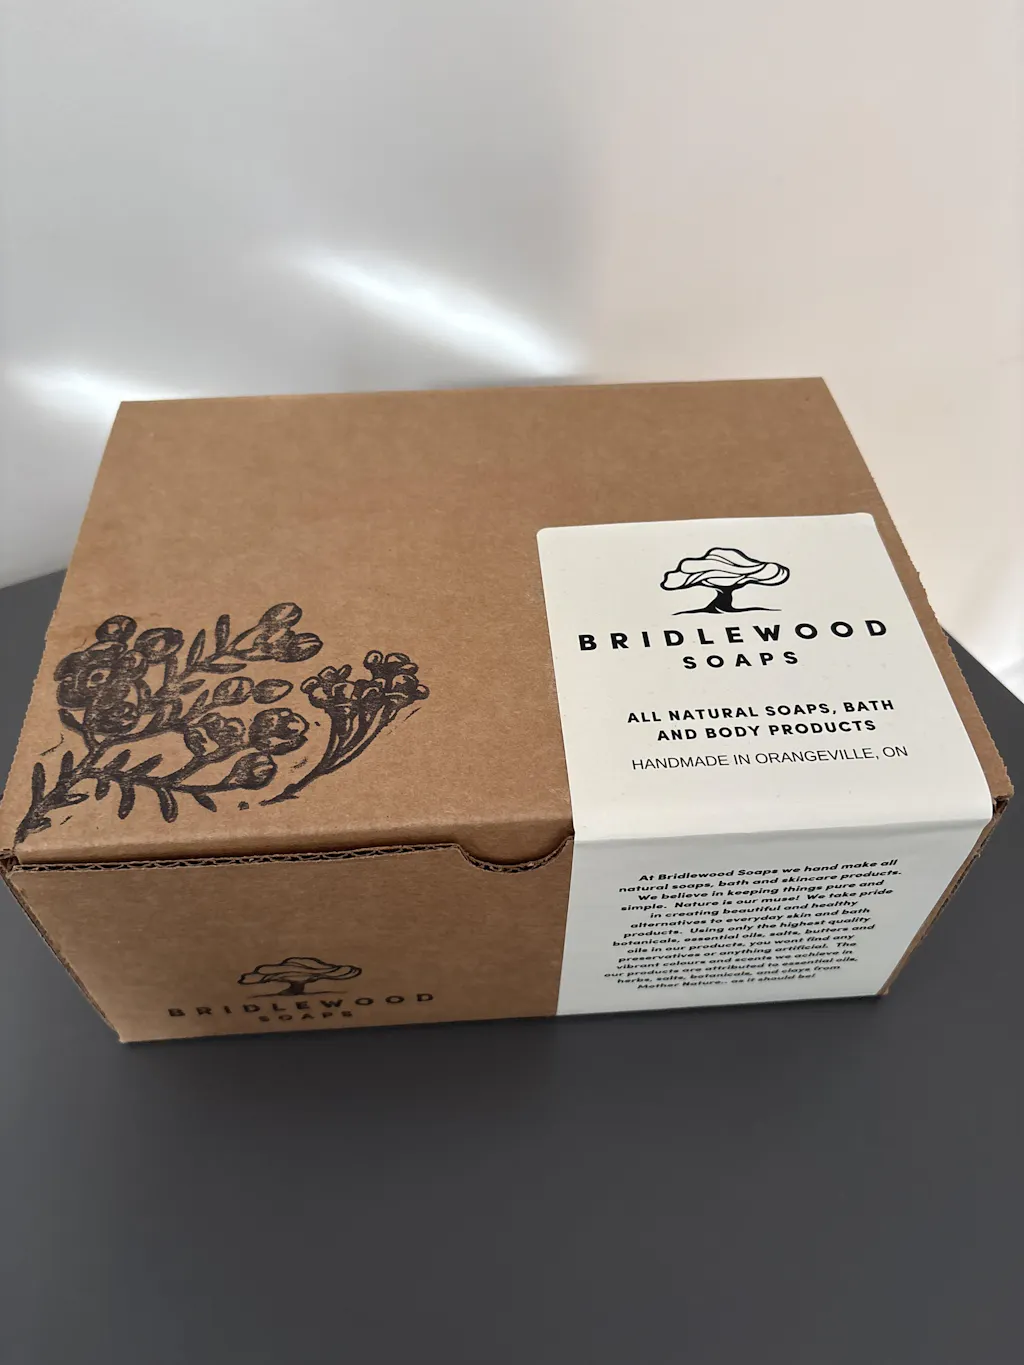 BRIDLEWOOD
SOAPS
ALL NATURAL SOAPS, BATH
AND BODY PRODUCTS
HANDMADE IN ORANGEVILLE, ON
At Bridlewood Soaps we hand make all
natural soaps, bath and skincare products.
We believe in keeping things pure and
simple. Nature is our muse! We take pride
in creating beautiful and healthy
alternatives to everyday skin and bath
products. Using only the highest quality
botanicals, essential oils, salts, butters and
oils in our products, you wont find any
preservatives or anything artificial. The
vibrant colours and scents we achieve in
our products are attributed to essential oils,
herbs, salts, botanicals, and clays from
Mother Nature.. as it should be!
BRIDLEWOOD
SOAPS